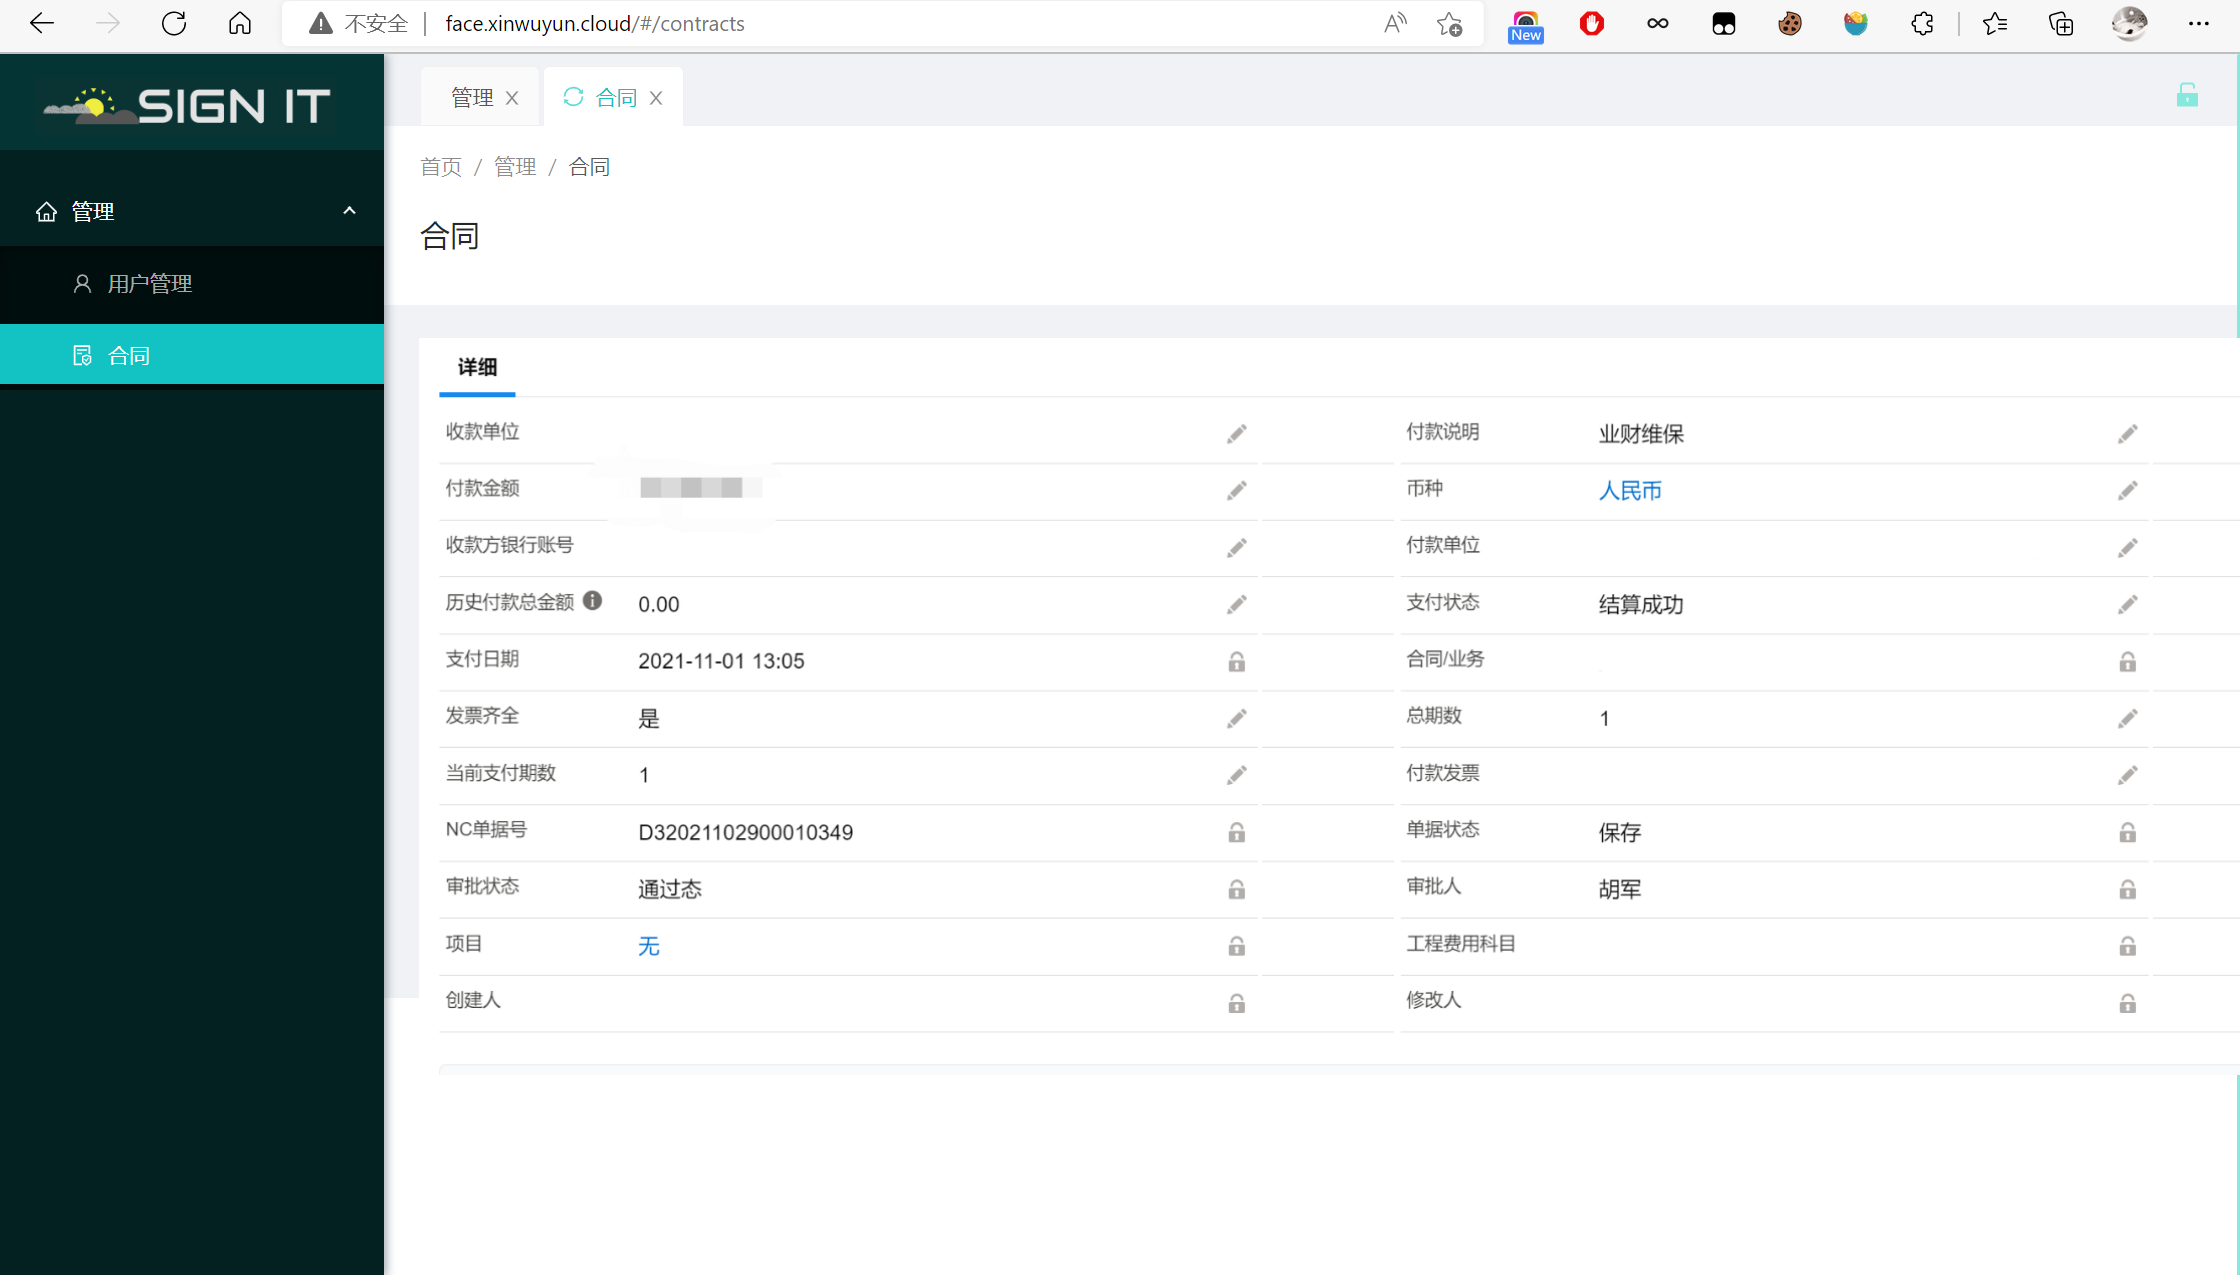 不安全 face.xinwuyun.cloud/#/contracts
New
SIGN IT
管理 合同
首页 / 管理 / 合同
管理
合同
用户管理
合同
详细
收款单位 付款说明 业财维保
付款金额 币种 人民币
收款方银行账号 付款单位
历史付款总金额 0.00 支付状态 结算成功
支付日期 2021-11-01 13:05 合同/业务
发票齐全 是 总期数 1
当前支付期数 1 付款发票
NC单据号 D32021102900010349 单据状态 保存
审批状态 通过态 审批人 胡军
项目 无 工程费用科目
创建人 修改人